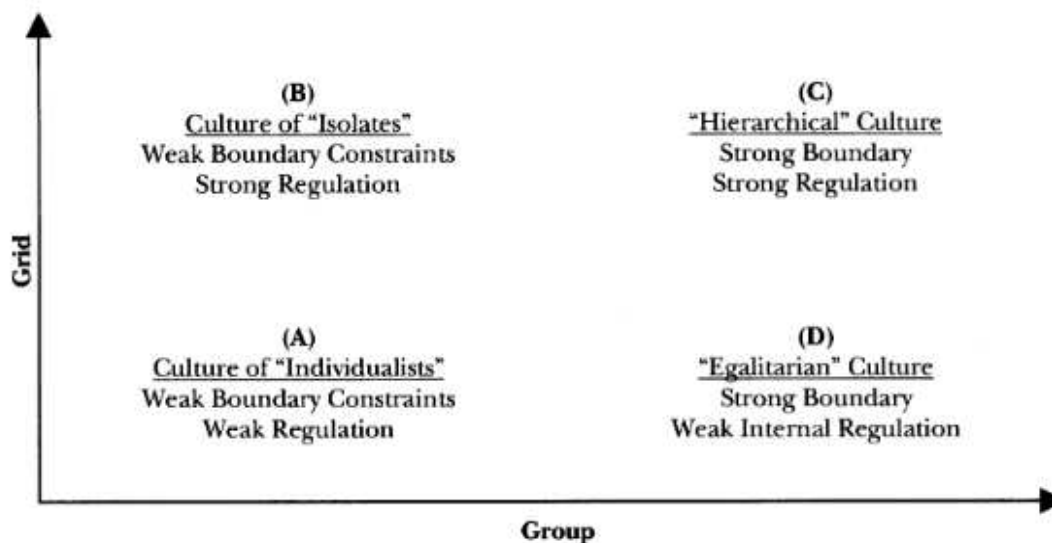 (B)
Culture of "Isolates"
Weak Boundary Constraints
Strong Regulation
(C)
"Hierarchical" Culture
Strong Boundary
Strong Regulation
Grid
(A)
Culture of "Individualists"
Weak Boundary Constraints
Weak Regulation
(D)
"Egalitarian" Culture
Strong Boundary
Weak Internal Regulation
Group